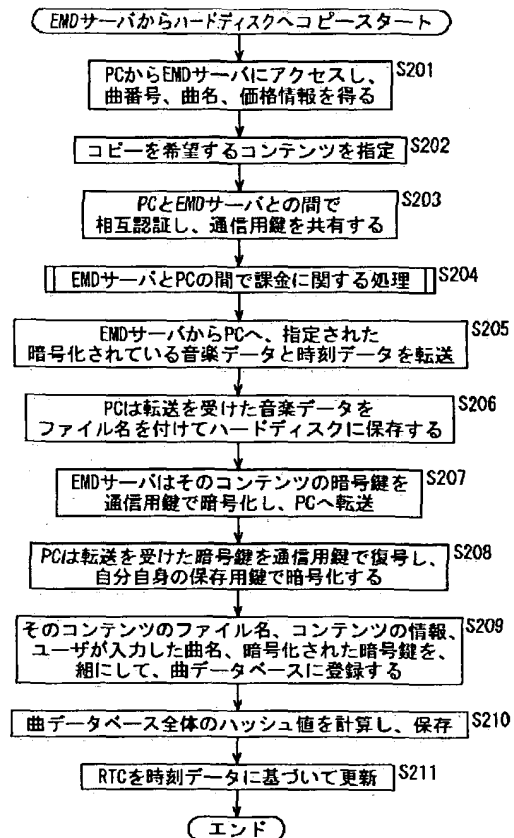 EMDサーバからハードディスクへコピースタート
PCからEMDサーバにアクセスし、
曲番号、曲名、価格情報を得る
S201
コピーを希望するコンテンツを指定
S202
PCとEMDサーバとの間で
相互認証し、通信用鍵を共有する
S203
EMDサーバとPCの間で課金に関する処理
S204
EMDサーバからPCへ、指定された
暗号化されている音楽データと時刻データを転送
S205
PCは転送を受けた音楽データを
ファイル名を付けてハードディスクに保存する
S206
EMDサーバはそのコンテンツの暗号鍵を
通信用鍵で暗号化し、PCへ転送
S207
PCは転送を受けた暗号鍵を通信用鍵で復号し、
自分自身の保存用鍵で暗号化する
S208
そのコンテンツのファイル名、コンテンツの情報、
ユーザが入力した曲名、暗号化された暗号鍵を、
組にして、曲データベースに登録する
S209
曲データベース全体のハッシュ値を計算し、保存
S210
RTCを時刻データに基づいて更新
S211
エンド